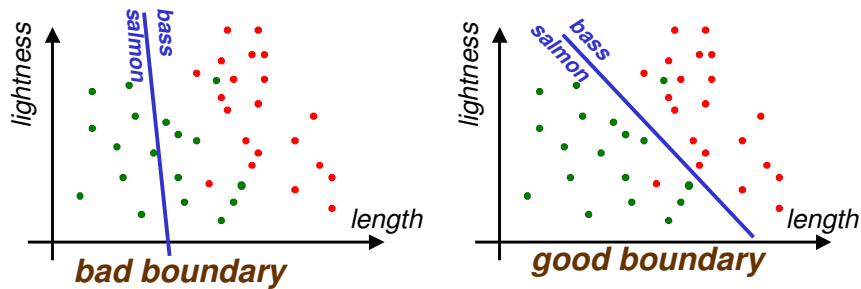 lightness
salmon
bass
length
bad boundary
lightness
salmon
bass
length
good boundary